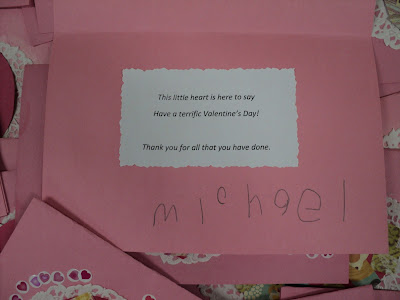 This little heart is here to say
Have a terrific Valentine's Day!
Thank you for all that you have done.
michael